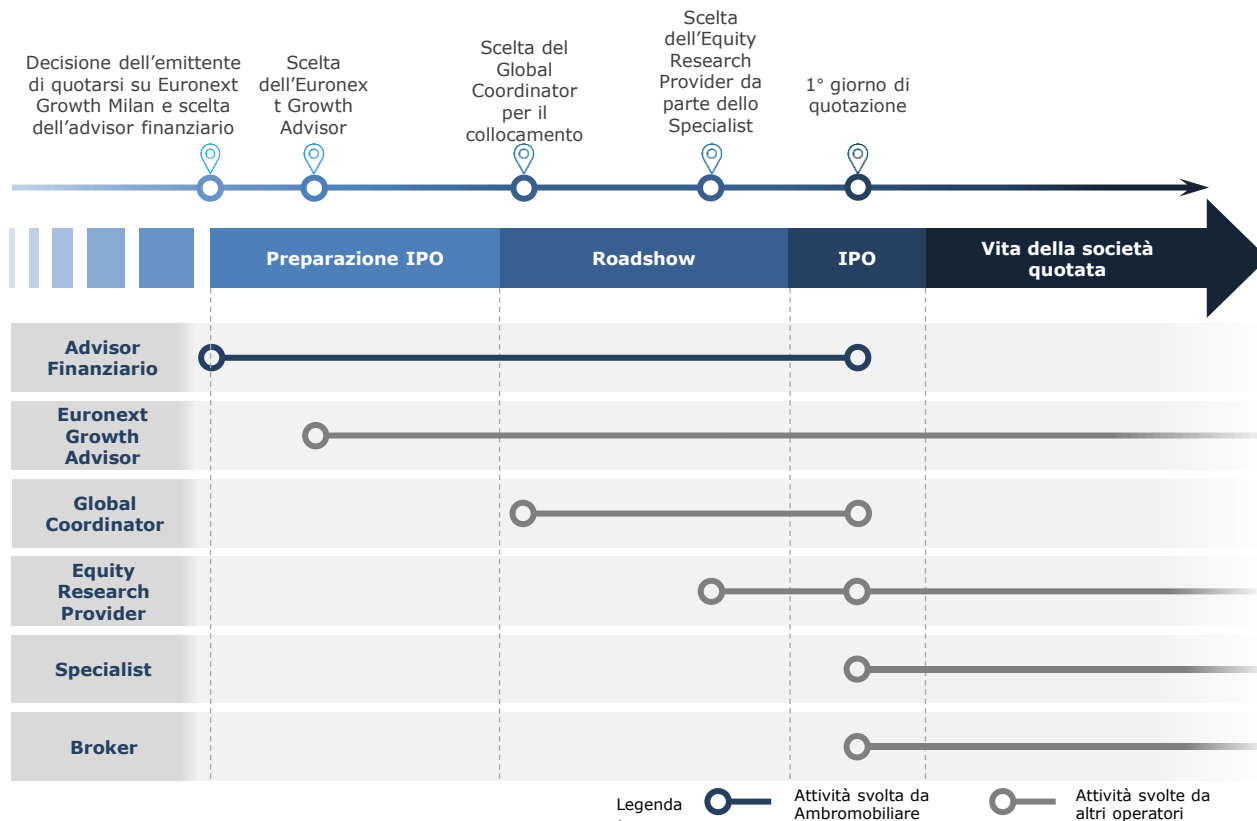 Decisione dell'emittente
di quotarsi su Euronext
Growth Milan e scelta
dell'advisor finanziario
Scelta
dell'Eurone​x
t Growth
Advisor
Scelta del
Global
Coordinator
per il
collocamento
Scelta
dell'Equity
Research
Provider da
parte dello
Specialist
1° giorno di
quotazione
Preparazione IPO
Roadshow
IPO
Vita della società
quotata
Advisor
Finanziario
Euronext
Growth
Advisor
Global
Coordinator
Equity
Research
Provider
Specialist
Broker
Legenda
Attività svolta da
Ambromobiliare
Attività svolte da
altri operatori